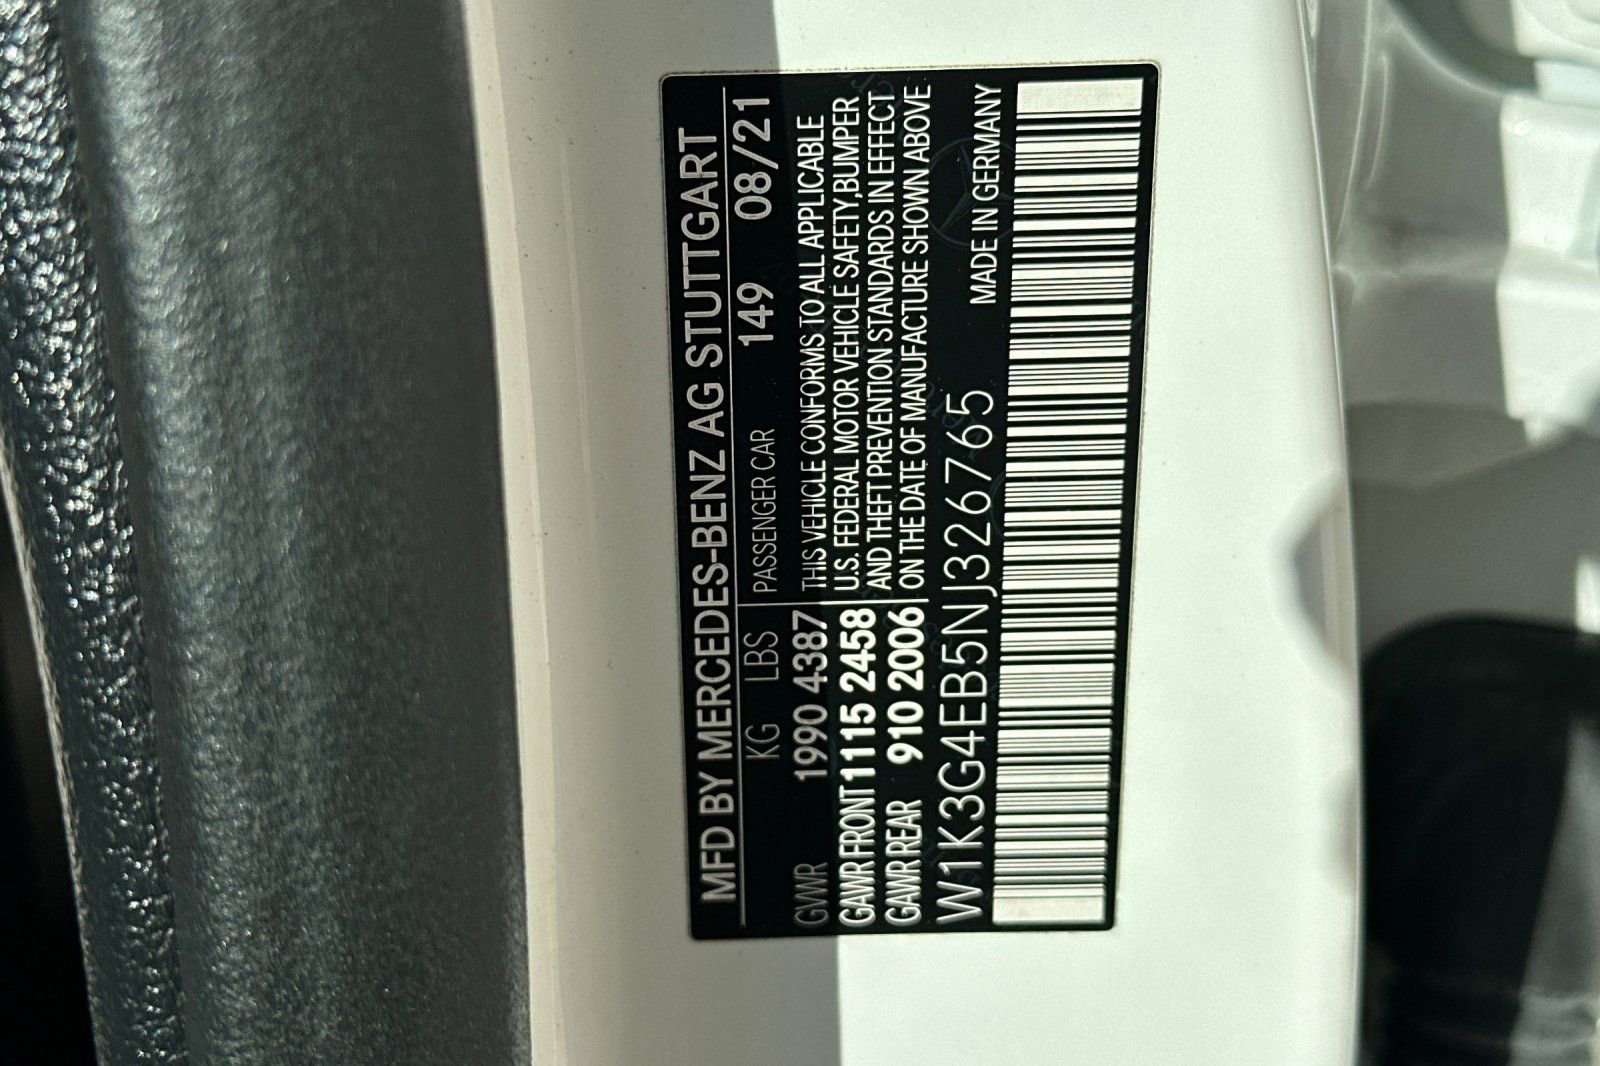 MFD BY MERCEDES-BENZ AG STUTTGART
KG LBS PASSENGER CAR 149 08/21
GWR 1990 4387 THIS VEHICLE CONFORMS TO ALL APPLICABLE
GAWR FRONT 1115 2458 U.S. FEDERAL MOTOR VEHICLE SAFETY,BUMPER
AND THEFT PREVENTION STANDARDS IN EFFECT
GAWR REAR 910 2006 ON THE DATE OF MANUFACTURE SHOWN ABOVE
W1K3G4EB5NJ326765 MADE IN GERMANY